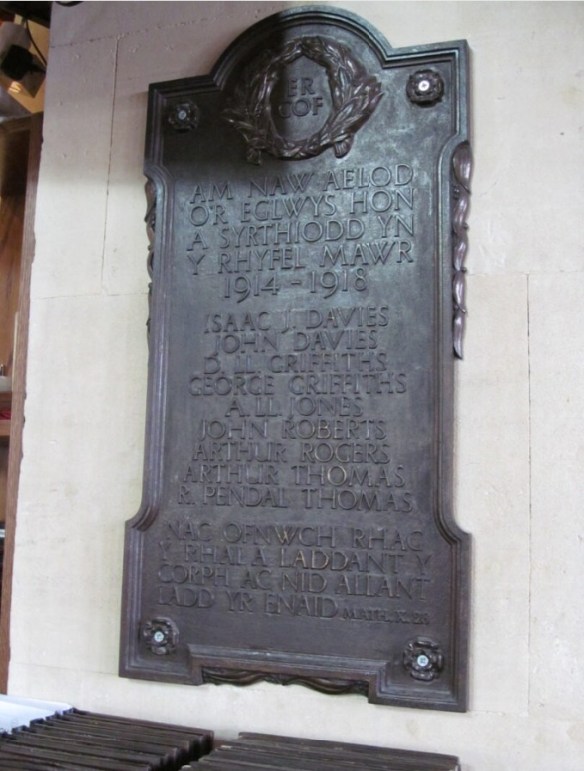 ER
COF
AM NAW AELOD
O'R EGLWYS HON
A SYRTHIODD YN
Y RHYFEL MAWR
1914-1918
ISAAC J. DAVIES
JOHN DAVIES
D. LL. GRIFFITHS
GEORGE GRIFFITHS
A. LL. JONES
JOHN ROBERTS
ARTHUR ROGERS
ARTHUR THOMAS
R. PENDAL THOMAS
NAC OFNWCH RHAG
Y RHAI A LADDANT Y
CORPH AC NID ALLANT
LADD YR ENAID MATH. X. 28